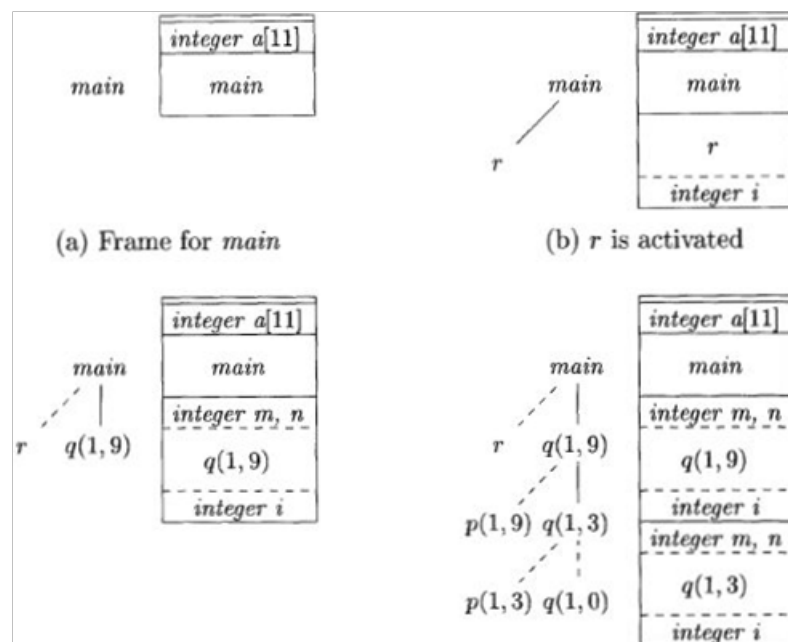 integer a[11]
main
main
(a) Frame for main
integer a[11]
main
main
r
r
integer i
(b) r is activated
integer a[11]
main
main
integer m, n
r q(1,9)
q(1,9)
integer i
integer a[11]
main
main
integer m, n
r q(1,9)
q(1,9)
integer i
p(1,9) q(1,3)
integer m, n
q(1,3)
p(1,3) q(1,0)
integer i